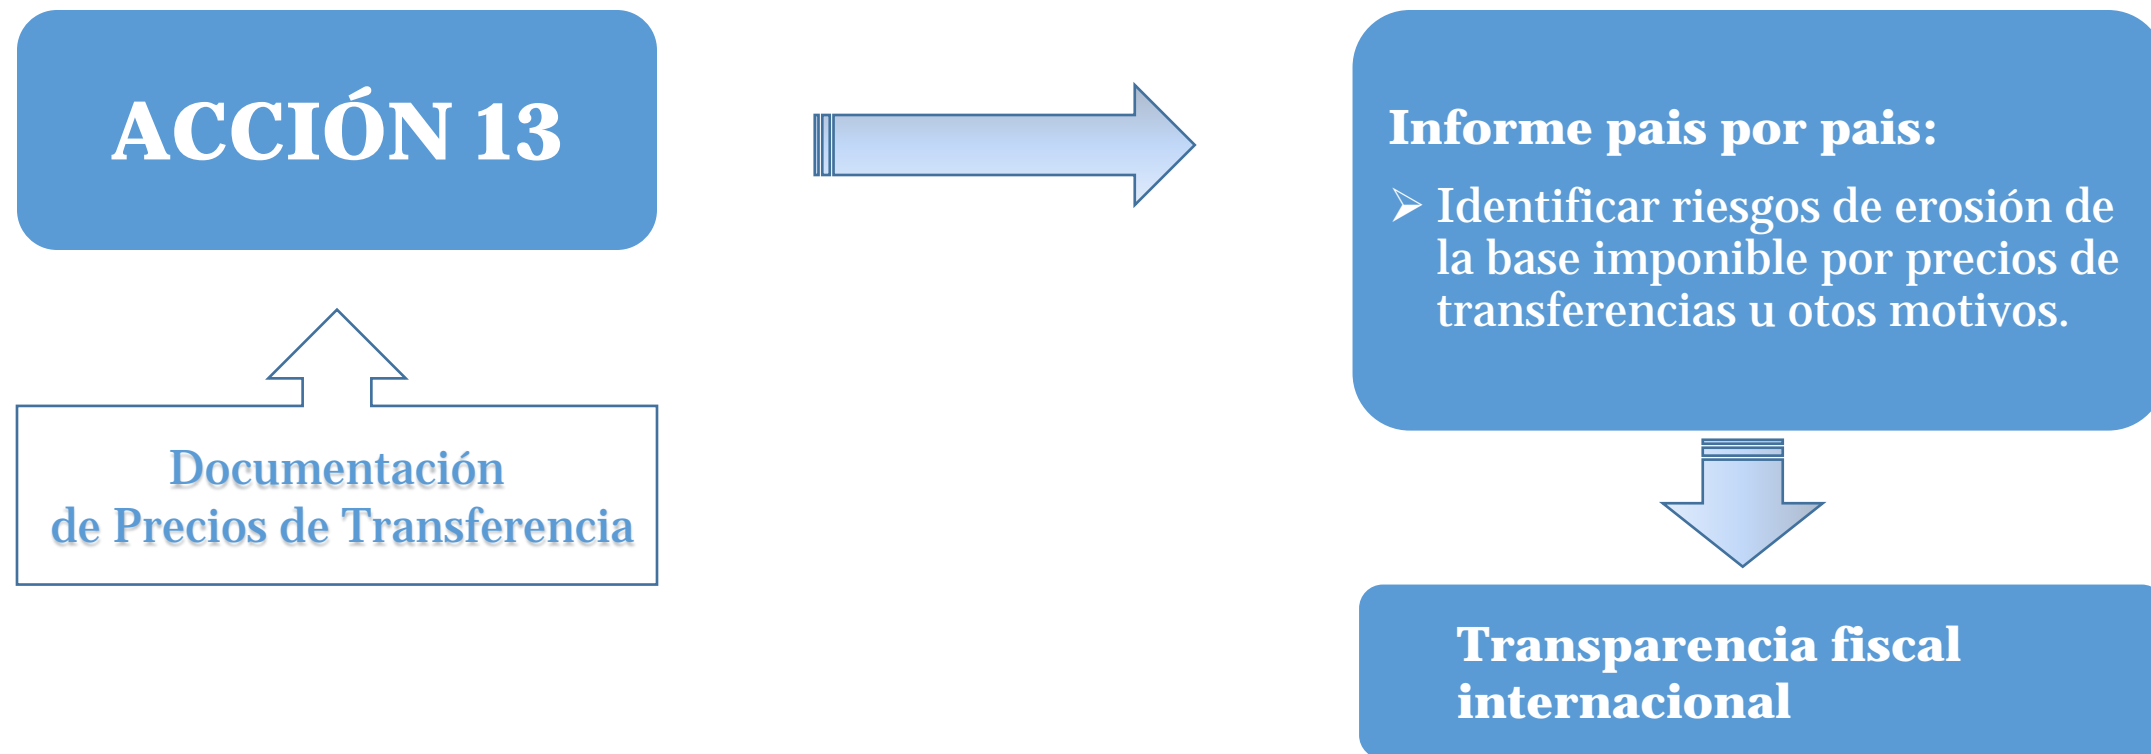 ACCIÓN 13
Documentación
de Precios de Transferencia
Informe pais por pais:
Identificar riesgos de erosión de
la base imponible por precios de
transferencias u otos motivos.
Transparencia fiscal
internacional